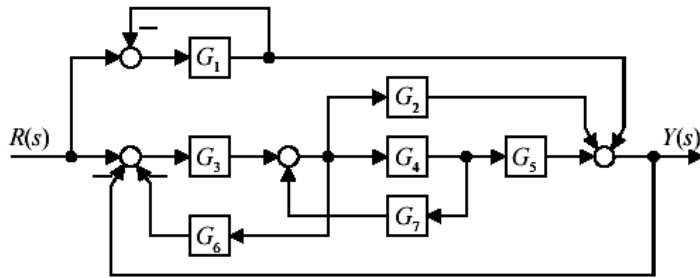 −
G₁
G₂
R(s) Y(s)
G₃ G₄ G₅
− −
G₇
G₆